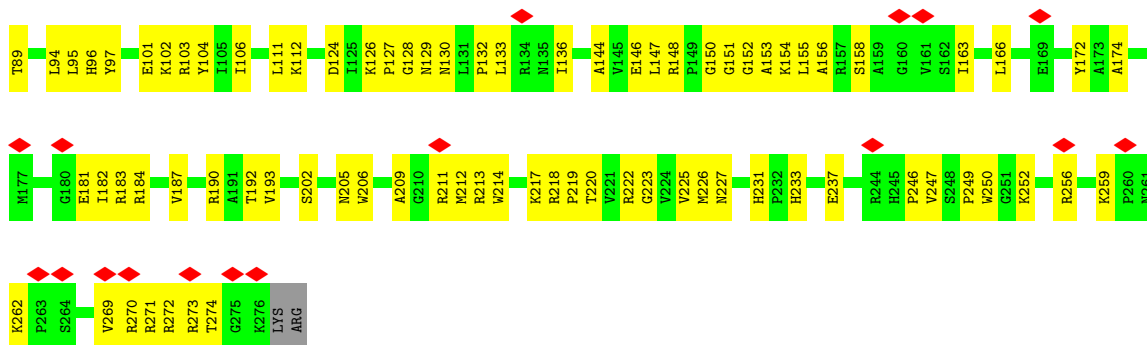 T89 L94 L95 H96 Y97 E101 K102 R103 Y104 I105 I106 L111 K112 D124 I125 K126 P127 G128 N129 N130 L131 P132 L133 R134 N135 I136 A144 V145 E146 L147 R148 P149 G150 G151 G152 A153 K154 L155 A156 R157 S158 A159 G160 V161 S162 I163 L166 E169 Y172 A173 A174
M177 G180 E181 I182 R183 R184 V187 R190 A191 T192 V193 S202 N205 W206 A209 G210 R211 M212 R213 W214 K217 R218 P219 T220 V221 R222 G223 V224 V225 M226 N227 H231 P232 H233 E237 R244 H245 P246 V247 S248 P249 W250 G251 K252 R256 K259 P260 N261
K262 P263 S264 V269 R270 R271 R272 R273 T274 G275 K276 LYS ARG